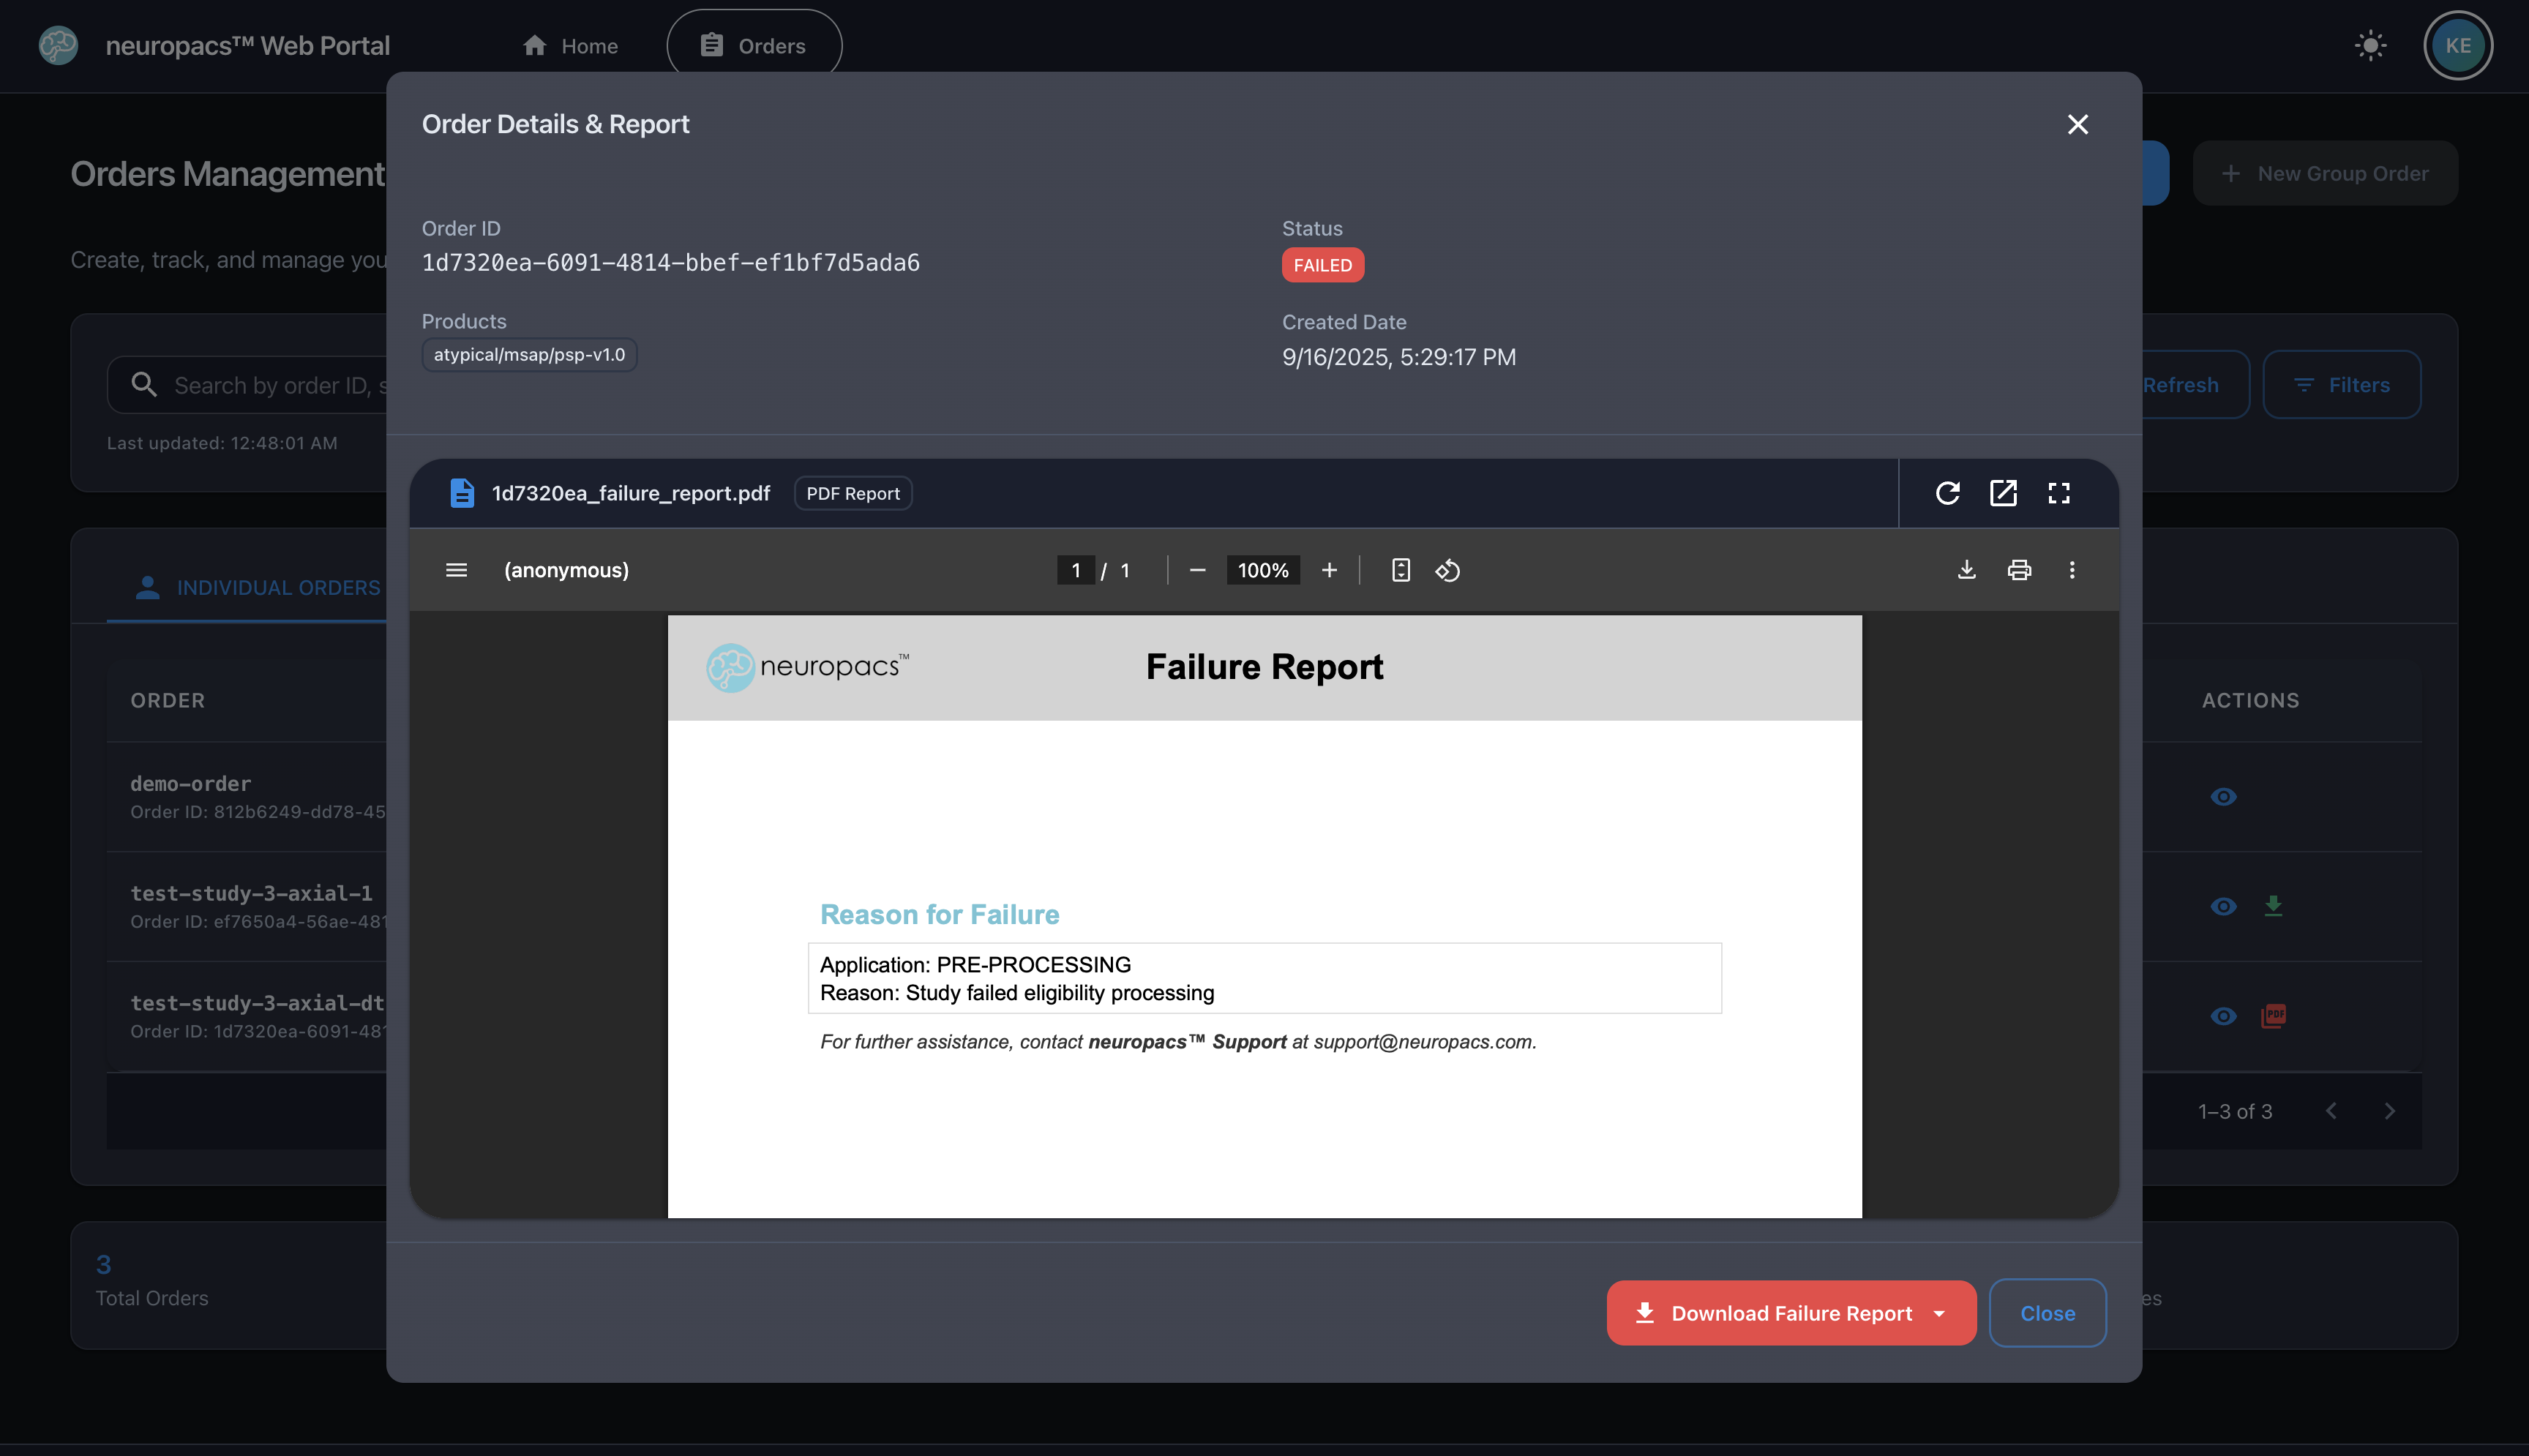 neuropacs™ Web Portal
Home
Orders
KE
Orders Management
New Group Order
Create, track, and manage you
Search by order ID, s
Refresh
Filters
Last updated: 12:48:01 AM
INDIVIDUAL ORDERS
ORDER
ACTIONS
demo-order
Order ID: 812b6249-dd78-45
test-study-3-axial-1
Order ID: ef7650a4-56ae-481
test-study-3-axial-dt
Order ID: 1d7320ea-6091-481
PDF
1–3 of 3
3
Total Orders
es
Order Details & Report
Order ID
1d7320ea-6091-4814-bbef-ef1bf7d5ada6
Status
FAILED
Products
atypical/msap/psp-v1.0
Created Date
9/16/2025, 5:29:17 PM
1d7320ea_failure_report.pdf
PDF Report
(anonymous)
1 / 1
100%
neuropacs™
Failure Report
Reason for Failure
Application: PRE-PROCESSING
Reason: Study failed eligibility processing
For further assistance, contact neuropacs™ Support at support@neuropacs.com.
Download Failure Report
Close